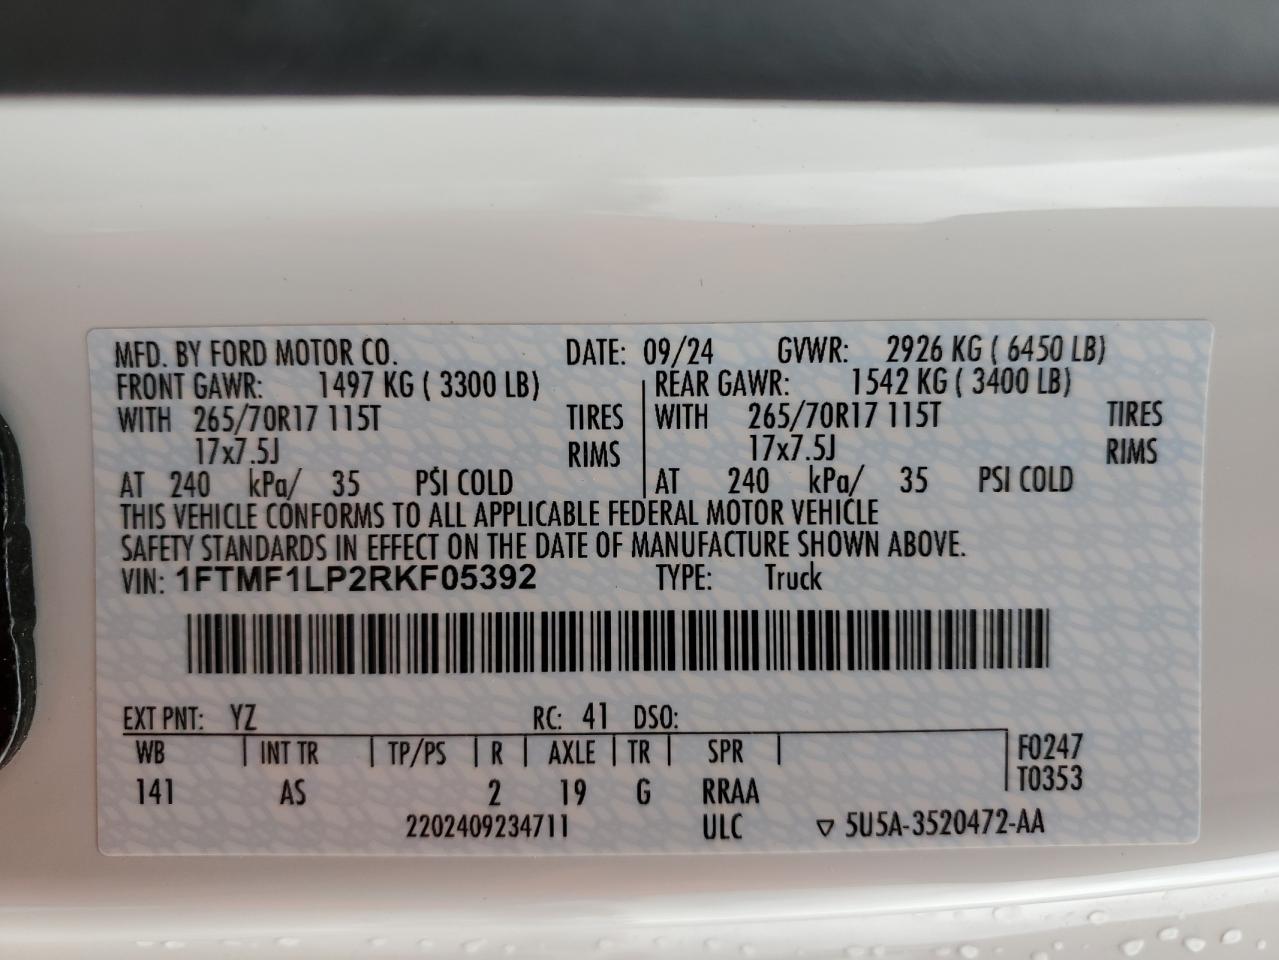 MFD. BY FORD MOTOR CO. DATE: 09/24 GVWR: 2926 KG ( 6450 LB)
FRONT GAWR: 1497 KG ( 3300 LB) REAR GAWR: 1542 KG ( 3400 LB)
WITH 265/70R17 115T TIRES WITH 265/70R17 115T TIRES
17x7.5J RIMS 17x7.5J RIMS
AT 240 kPa/ 35 PSI COLD AT 240 kPa/ 35 PSI COLD
THIS VEHICLE CONFORMS TO ALL APPLICABLE FEDERAL MOTOR VEHICLE
SAFETY STANDARDS IN EFFECT ON THE DATE OF MANUFACTURE SHOWN ABOVE.
VIN: 1FTMF1LP2RKF05392 TYPE: Truck
EXT PNT: YZ RC: 41 DSO:
WB INT TR TP/PS R AXLE TR SPR F0247
141 AS 2 19 G RRAA T0353
2202409234711 ULC ▽ 5U5A-3520472-AA